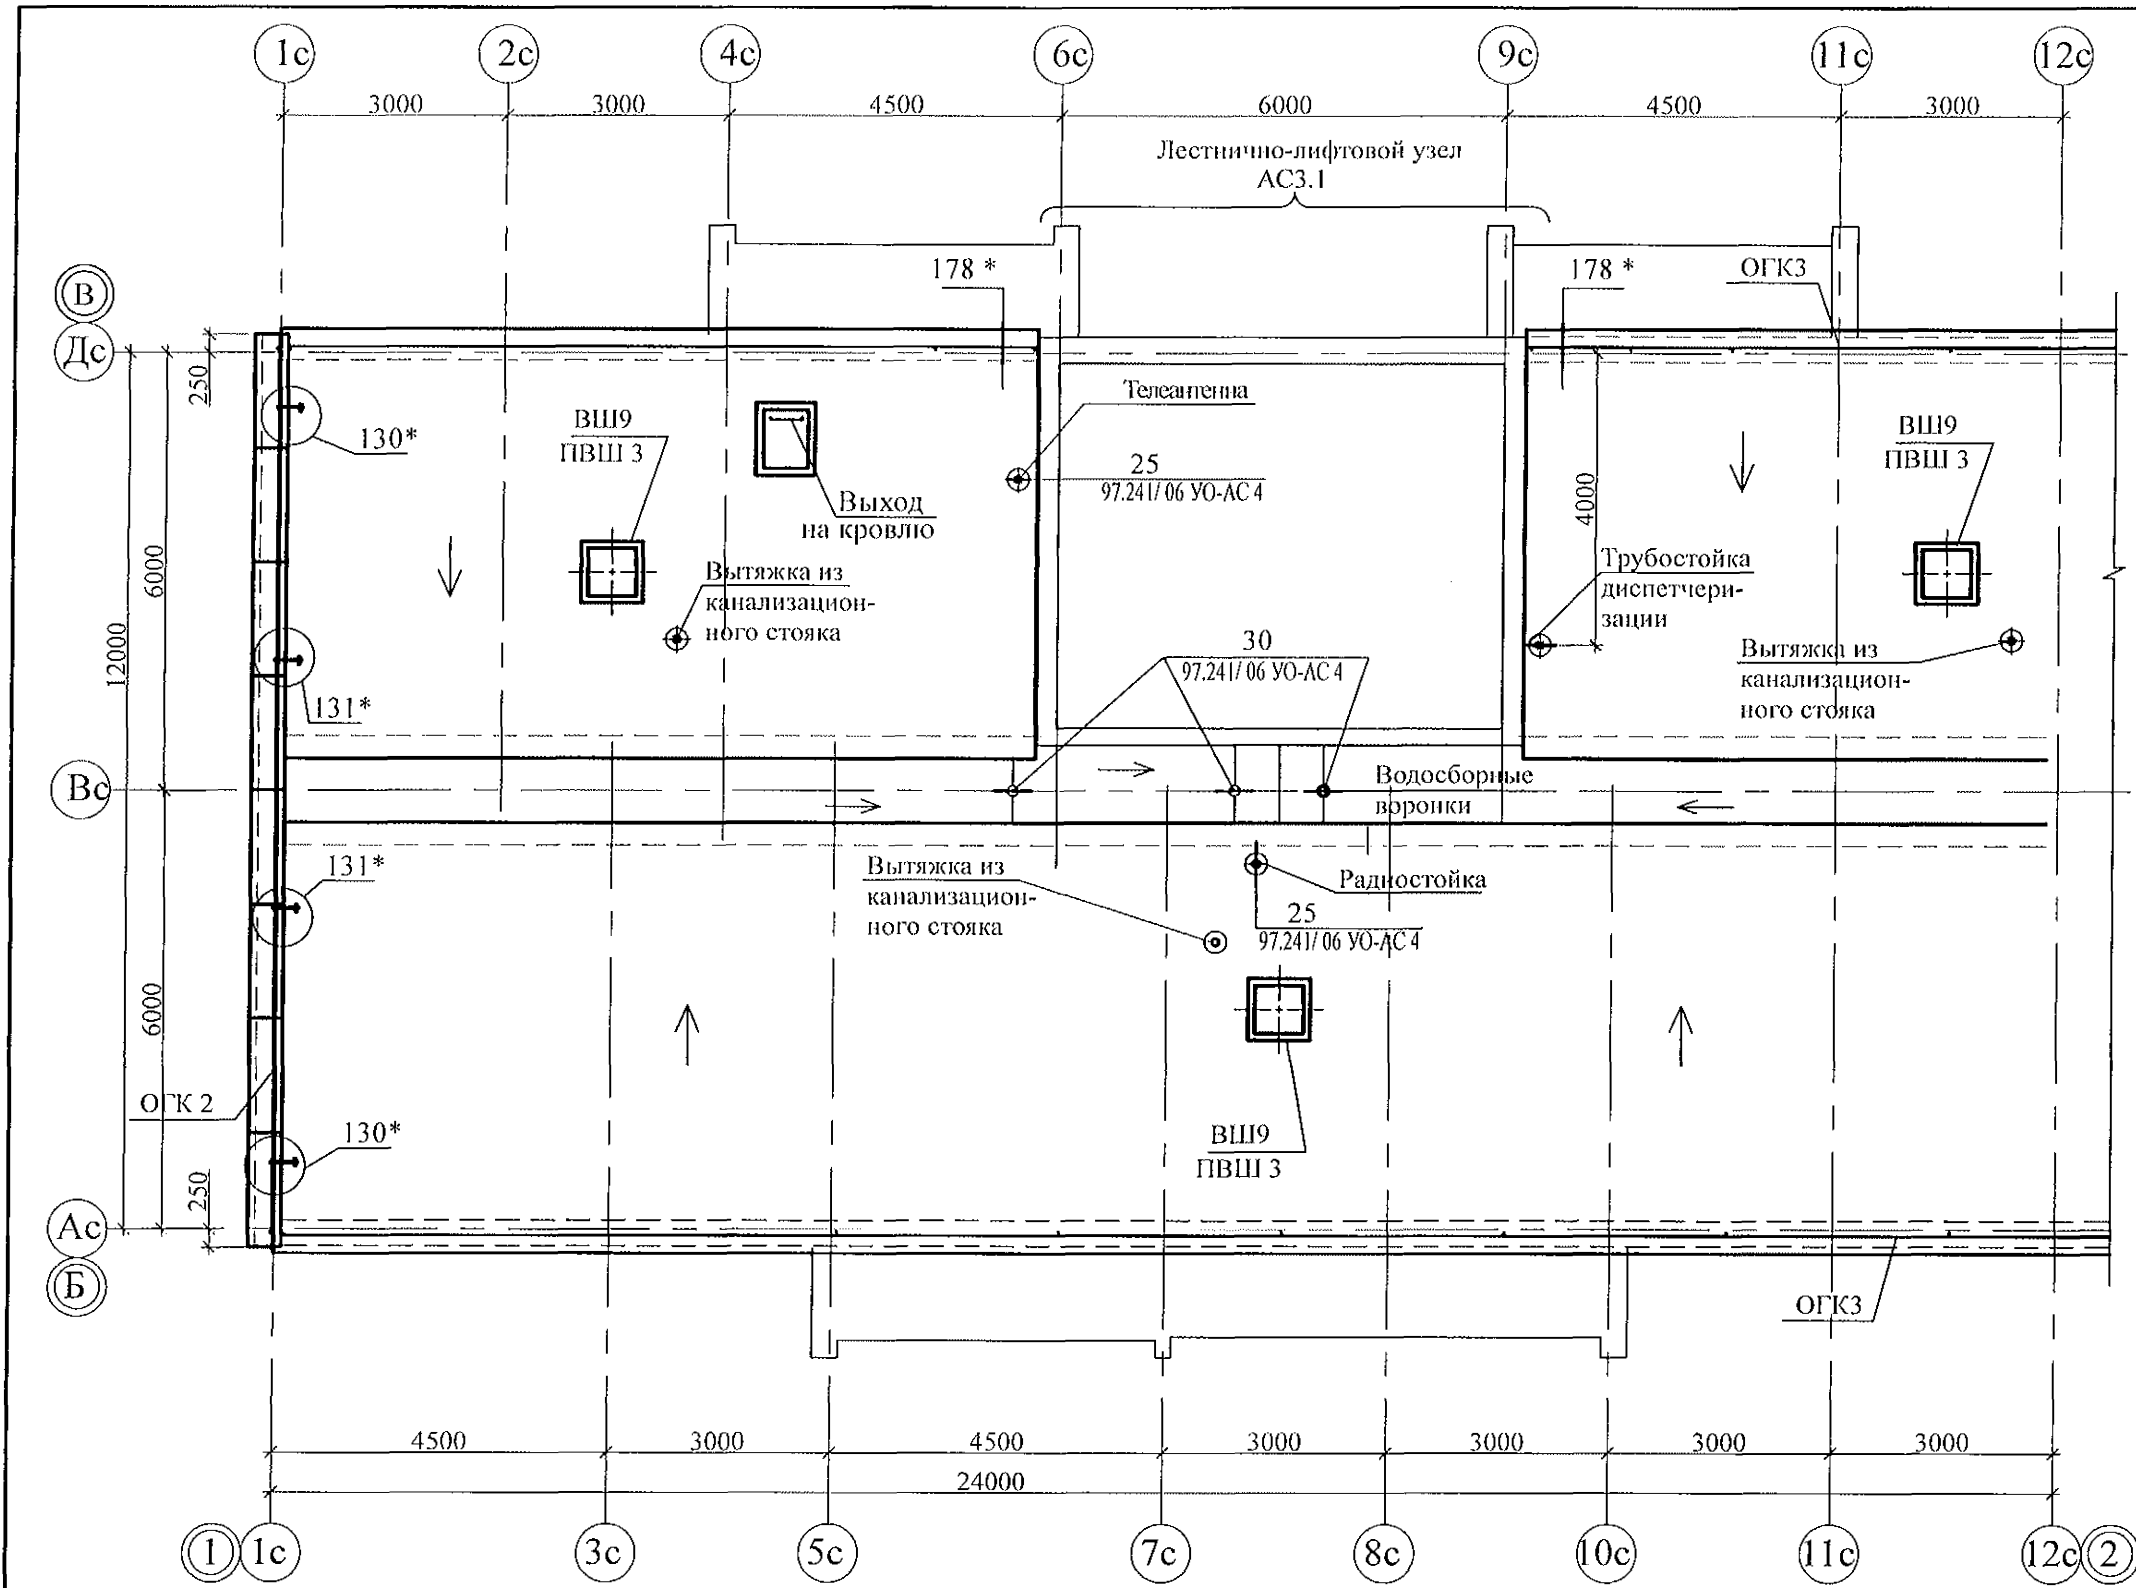 1с 2с 4с 6с 9с 11с 12с
3000 3000 4500 6000 4500 3000
Лестнично-лифтовой узел
АС3.1
178 *
178 *
ОГК3
В
Дс
250
130*
ВШ9
ПВШ 3
Выход
на кровлю
Телеантенна
25
97.241/ 06 УО-АС 4
4000
ВШ9
ПВШ 3
6000
12000
Вытяжка из
канализацион-
ного стояка
Трубостойка
диспетчери-
зации
30
97.241/ 06 УО-АС 4
Вытяжка из
канализацион-
ного стояка
131*
Вс
Водосборные
воронки
131*
Вытяжка из
канализацион-
ного стояка
Радиостойка
25
97.241/ 06 УО-АС 4
6000
ОГК 2
130*
ВШ9
ПВШ 3
250
Ас
Б
ОГК3
4500 3000 4500 3000 3000 3000 3000
24000
1 1с 3с 5с 7с 8с 10с 11с 12с 2